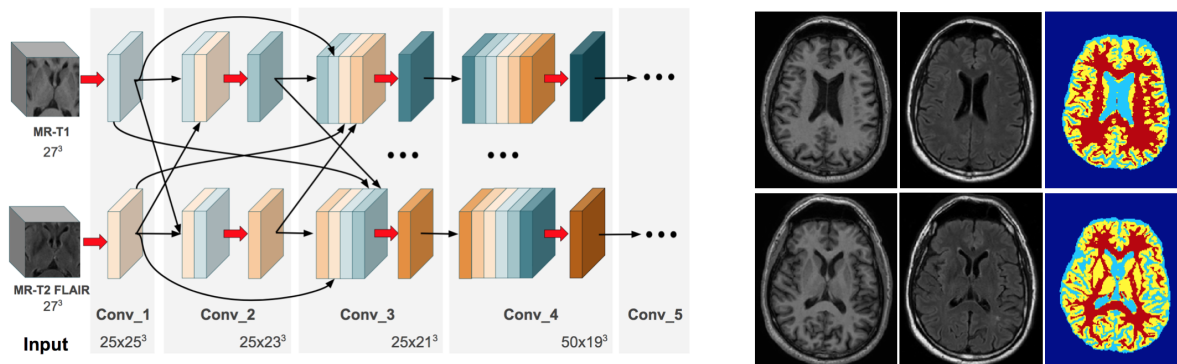 MR-T1
27³
MR-T2 FLAIR
27³
Input
Conv_1
25x25³
Conv_2
25x23³
Conv_3
25x21³
Conv_4
50x19³
Conv_5